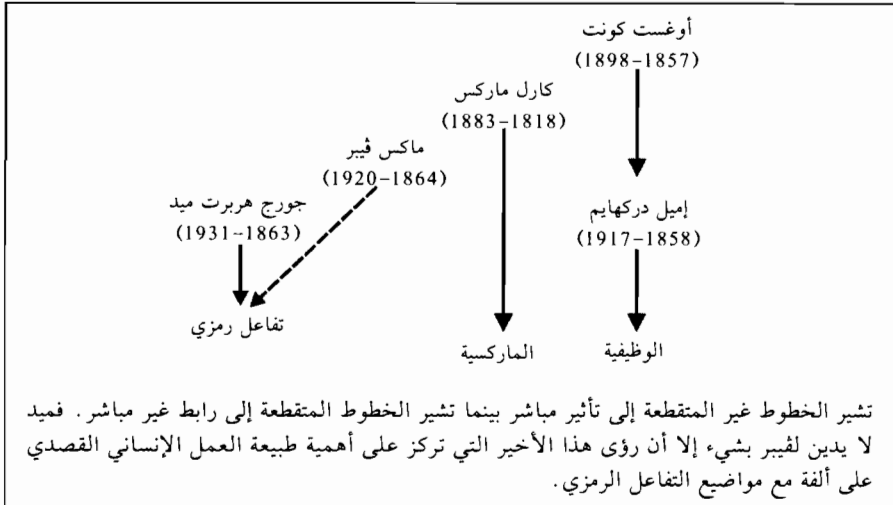 أوغست كونت
(1898-1857)
كارل ماركس
(1883-1818)
ماكس ڤيبر
(1920-1864)
جورج هربرت ميد
(1931-1863)
إميل دركهايم
(1917-1858)
تفاعل رمزي
الماركسية
الوظيفية
تشير الخطوط غير المتقطعة إلى تأثير مباشر بينما تشير الخطوط المتقطعة إلى رابط غير مباشر. فميد
لا يدين لڤيبر بشيء إلا أن رؤى هذا الأخير التي تركز على أهمية طبيعة العمل الإنساني القصدي
على ألفة مع مواضيع التفاعل الرمزي.